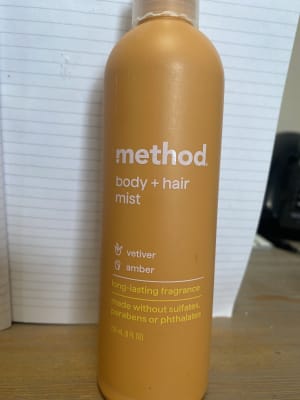 method
body + hair
mist
vetiver
amber
long-lasting fragrance
made without sulfates,
parabens or phthalates